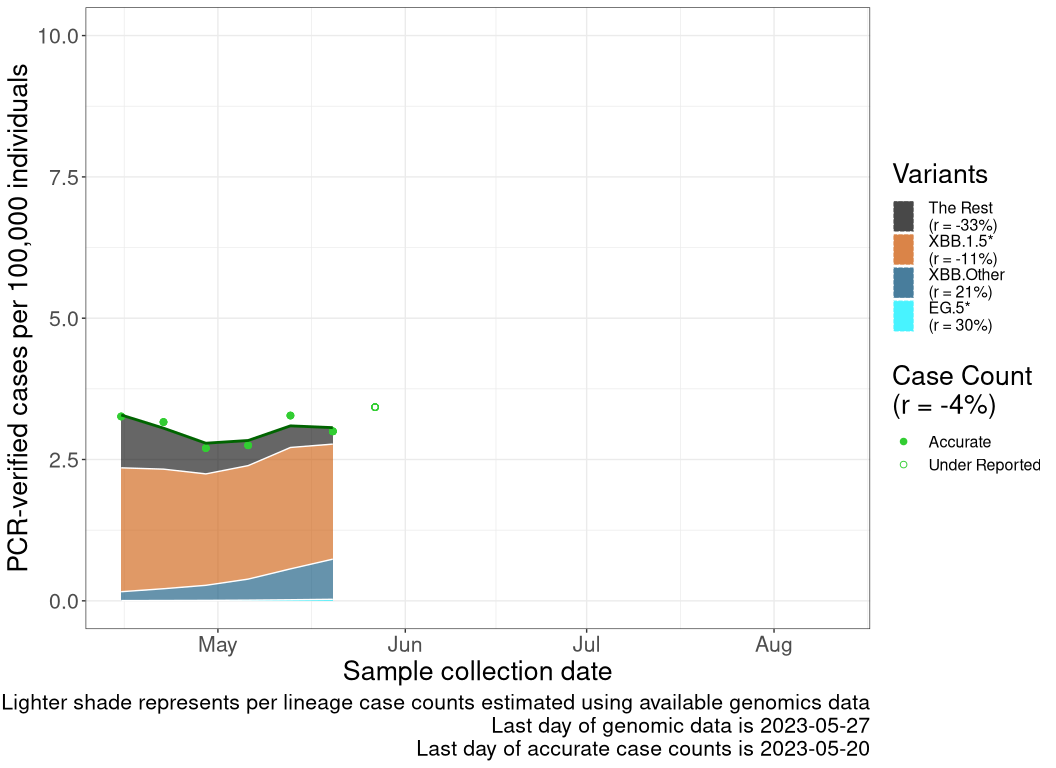 PCR-verified cases per 100,000 individuals
10.0
7.5
5.0
2.5
0.0
May
Jun
Jul
Aug
Sample collection date
Variants
The Rest
(r = -33%)
XBB.1.5*
(r = -11%)
XBB.Other
(r = 21%)
EG.5*
(r = 30%)
Case Count
(r = -4%)
Accurate
Under Reported
Lighter shade represents per lineage case counts estimated using available genomics data
Last day of genomic data is 2023-05-27
Last day of accurate case counts is 2023-05-20